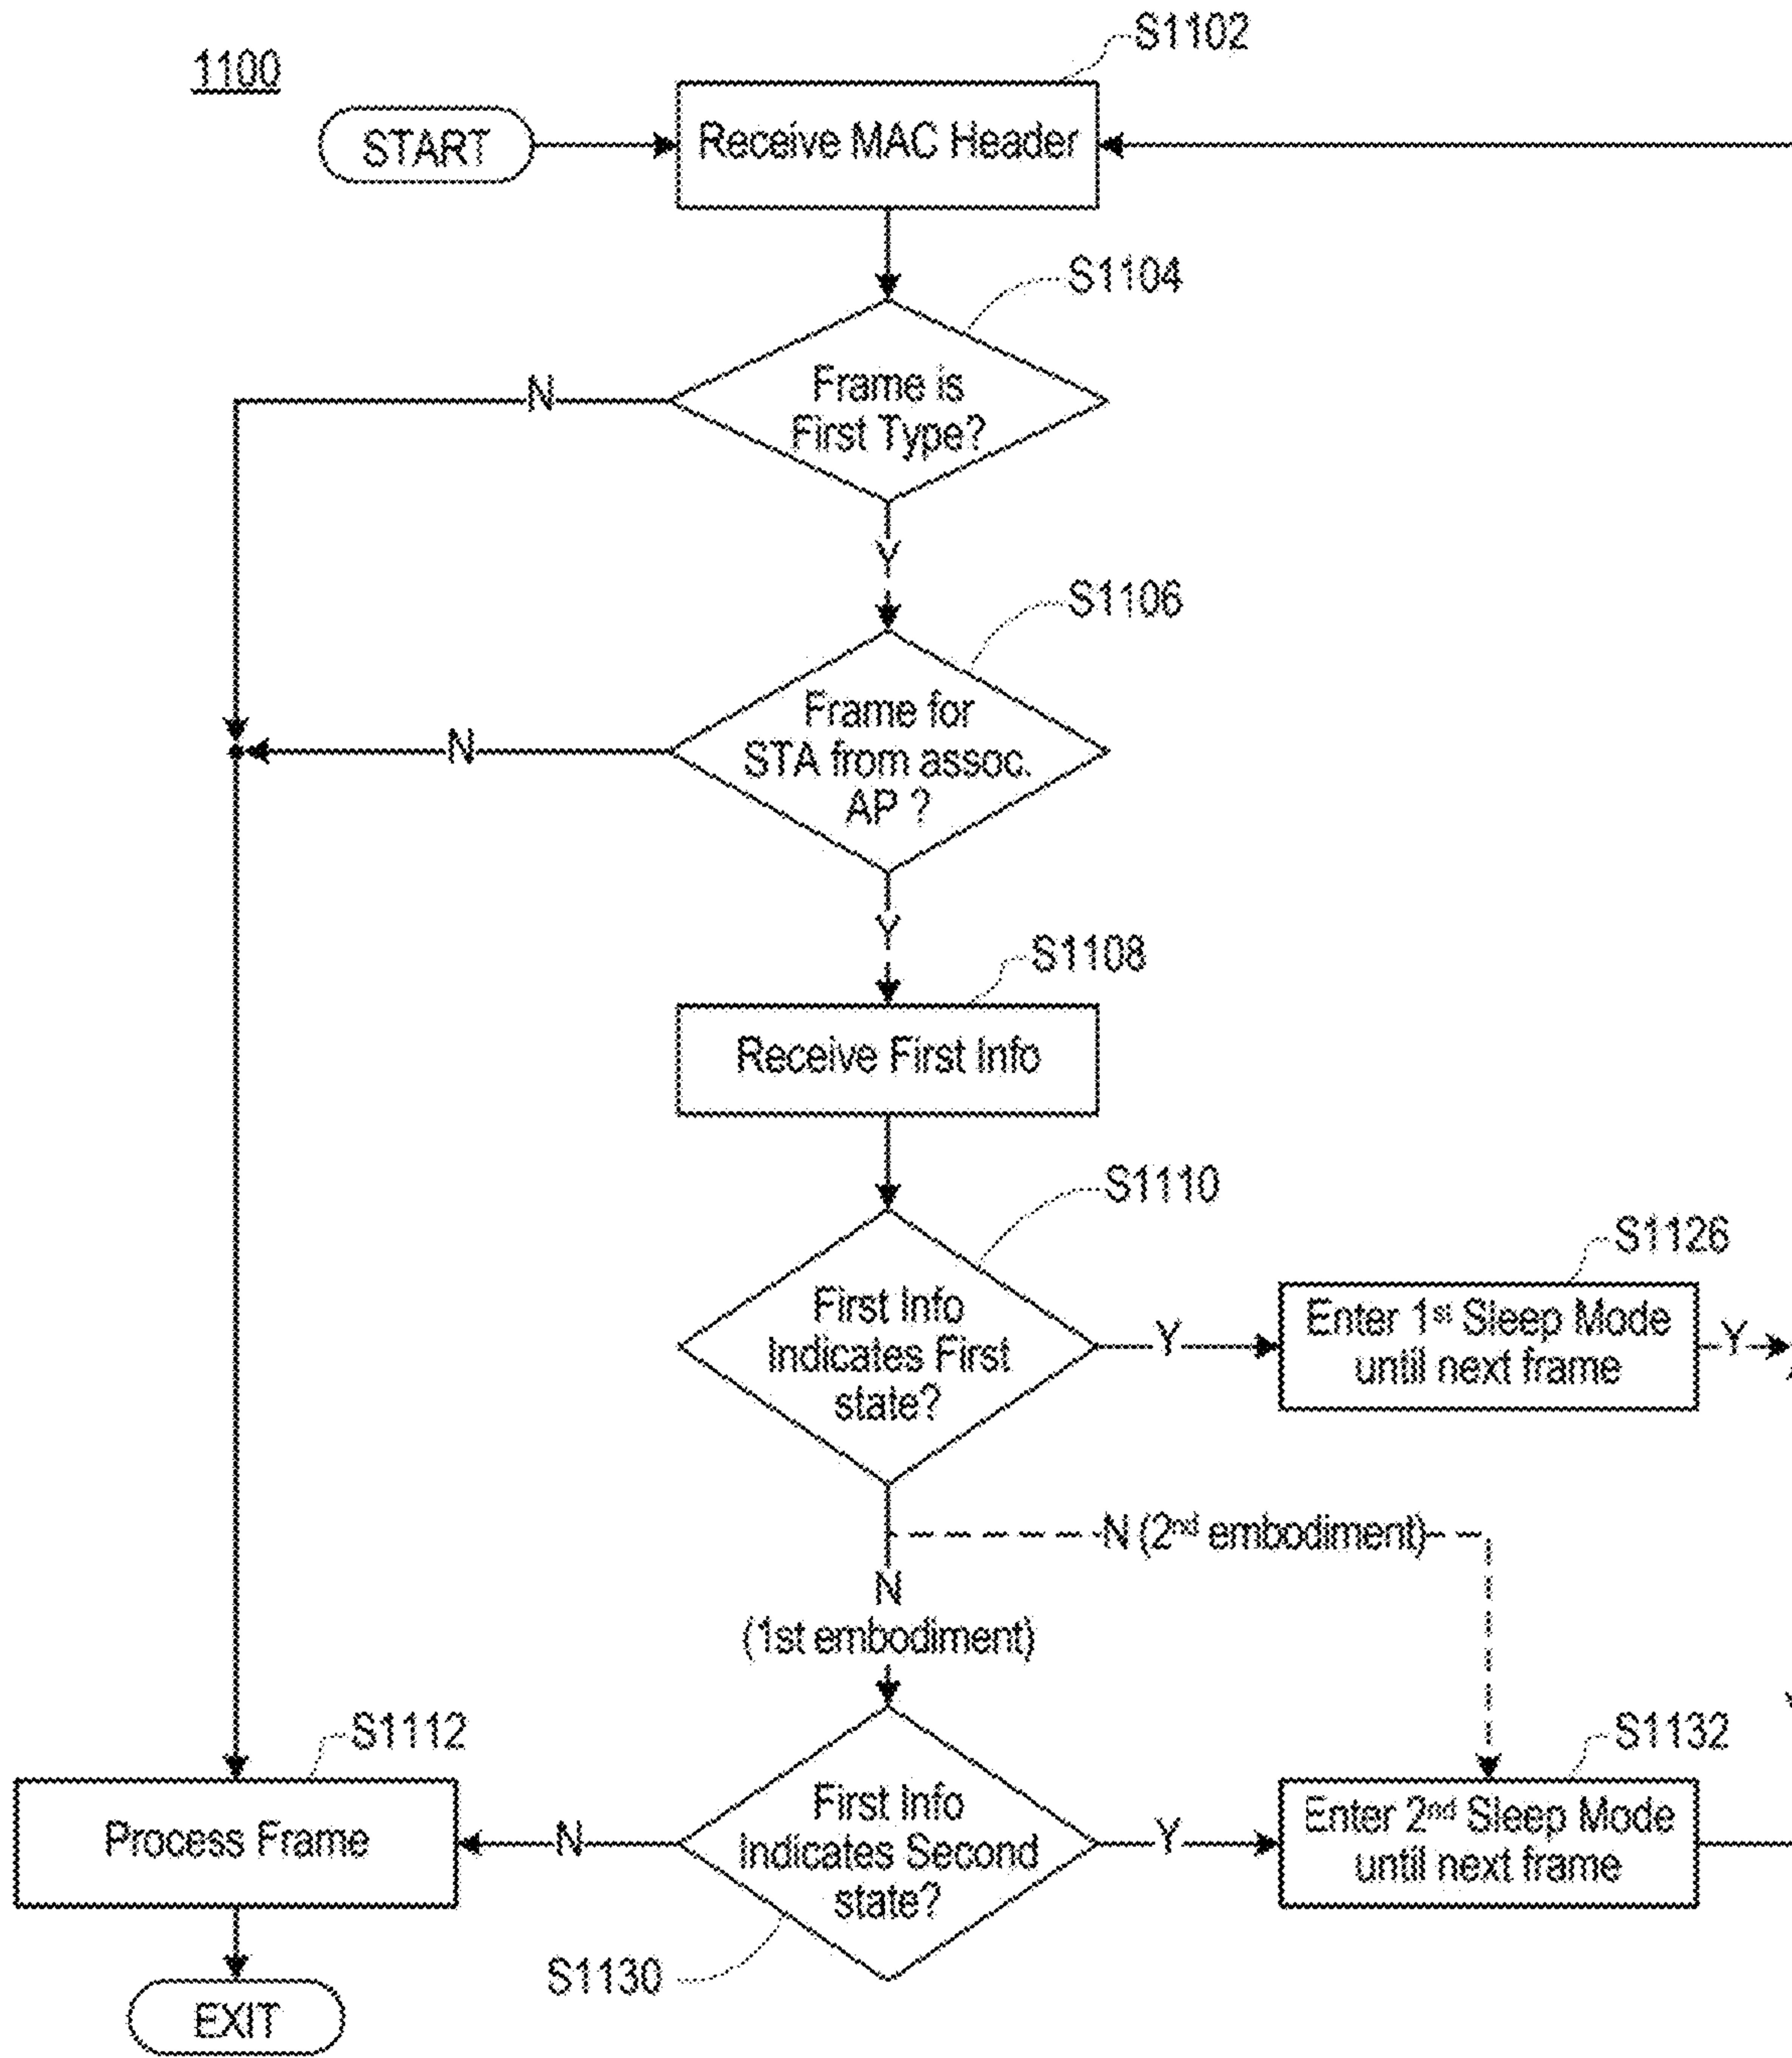 1100
S1102
START
Receive MAC Header
S1104
Frame is
First Type?
N
Y
S1106
Frame for
STA from assoc.
AP ?
N
Y
S1108
Receive First Info
S1110
First Info
Indicates First
state?
Y
S1126
Enter 1st Sleep Mode
until next frame
Y
N (2nd embodiment)
N
(1st embodiment)
S1112
Process Frame
N
First Info
Indicates Second
state?
S1130
Y
S1132
Enter 2nd Sleep Mode
until next frame
EXIT